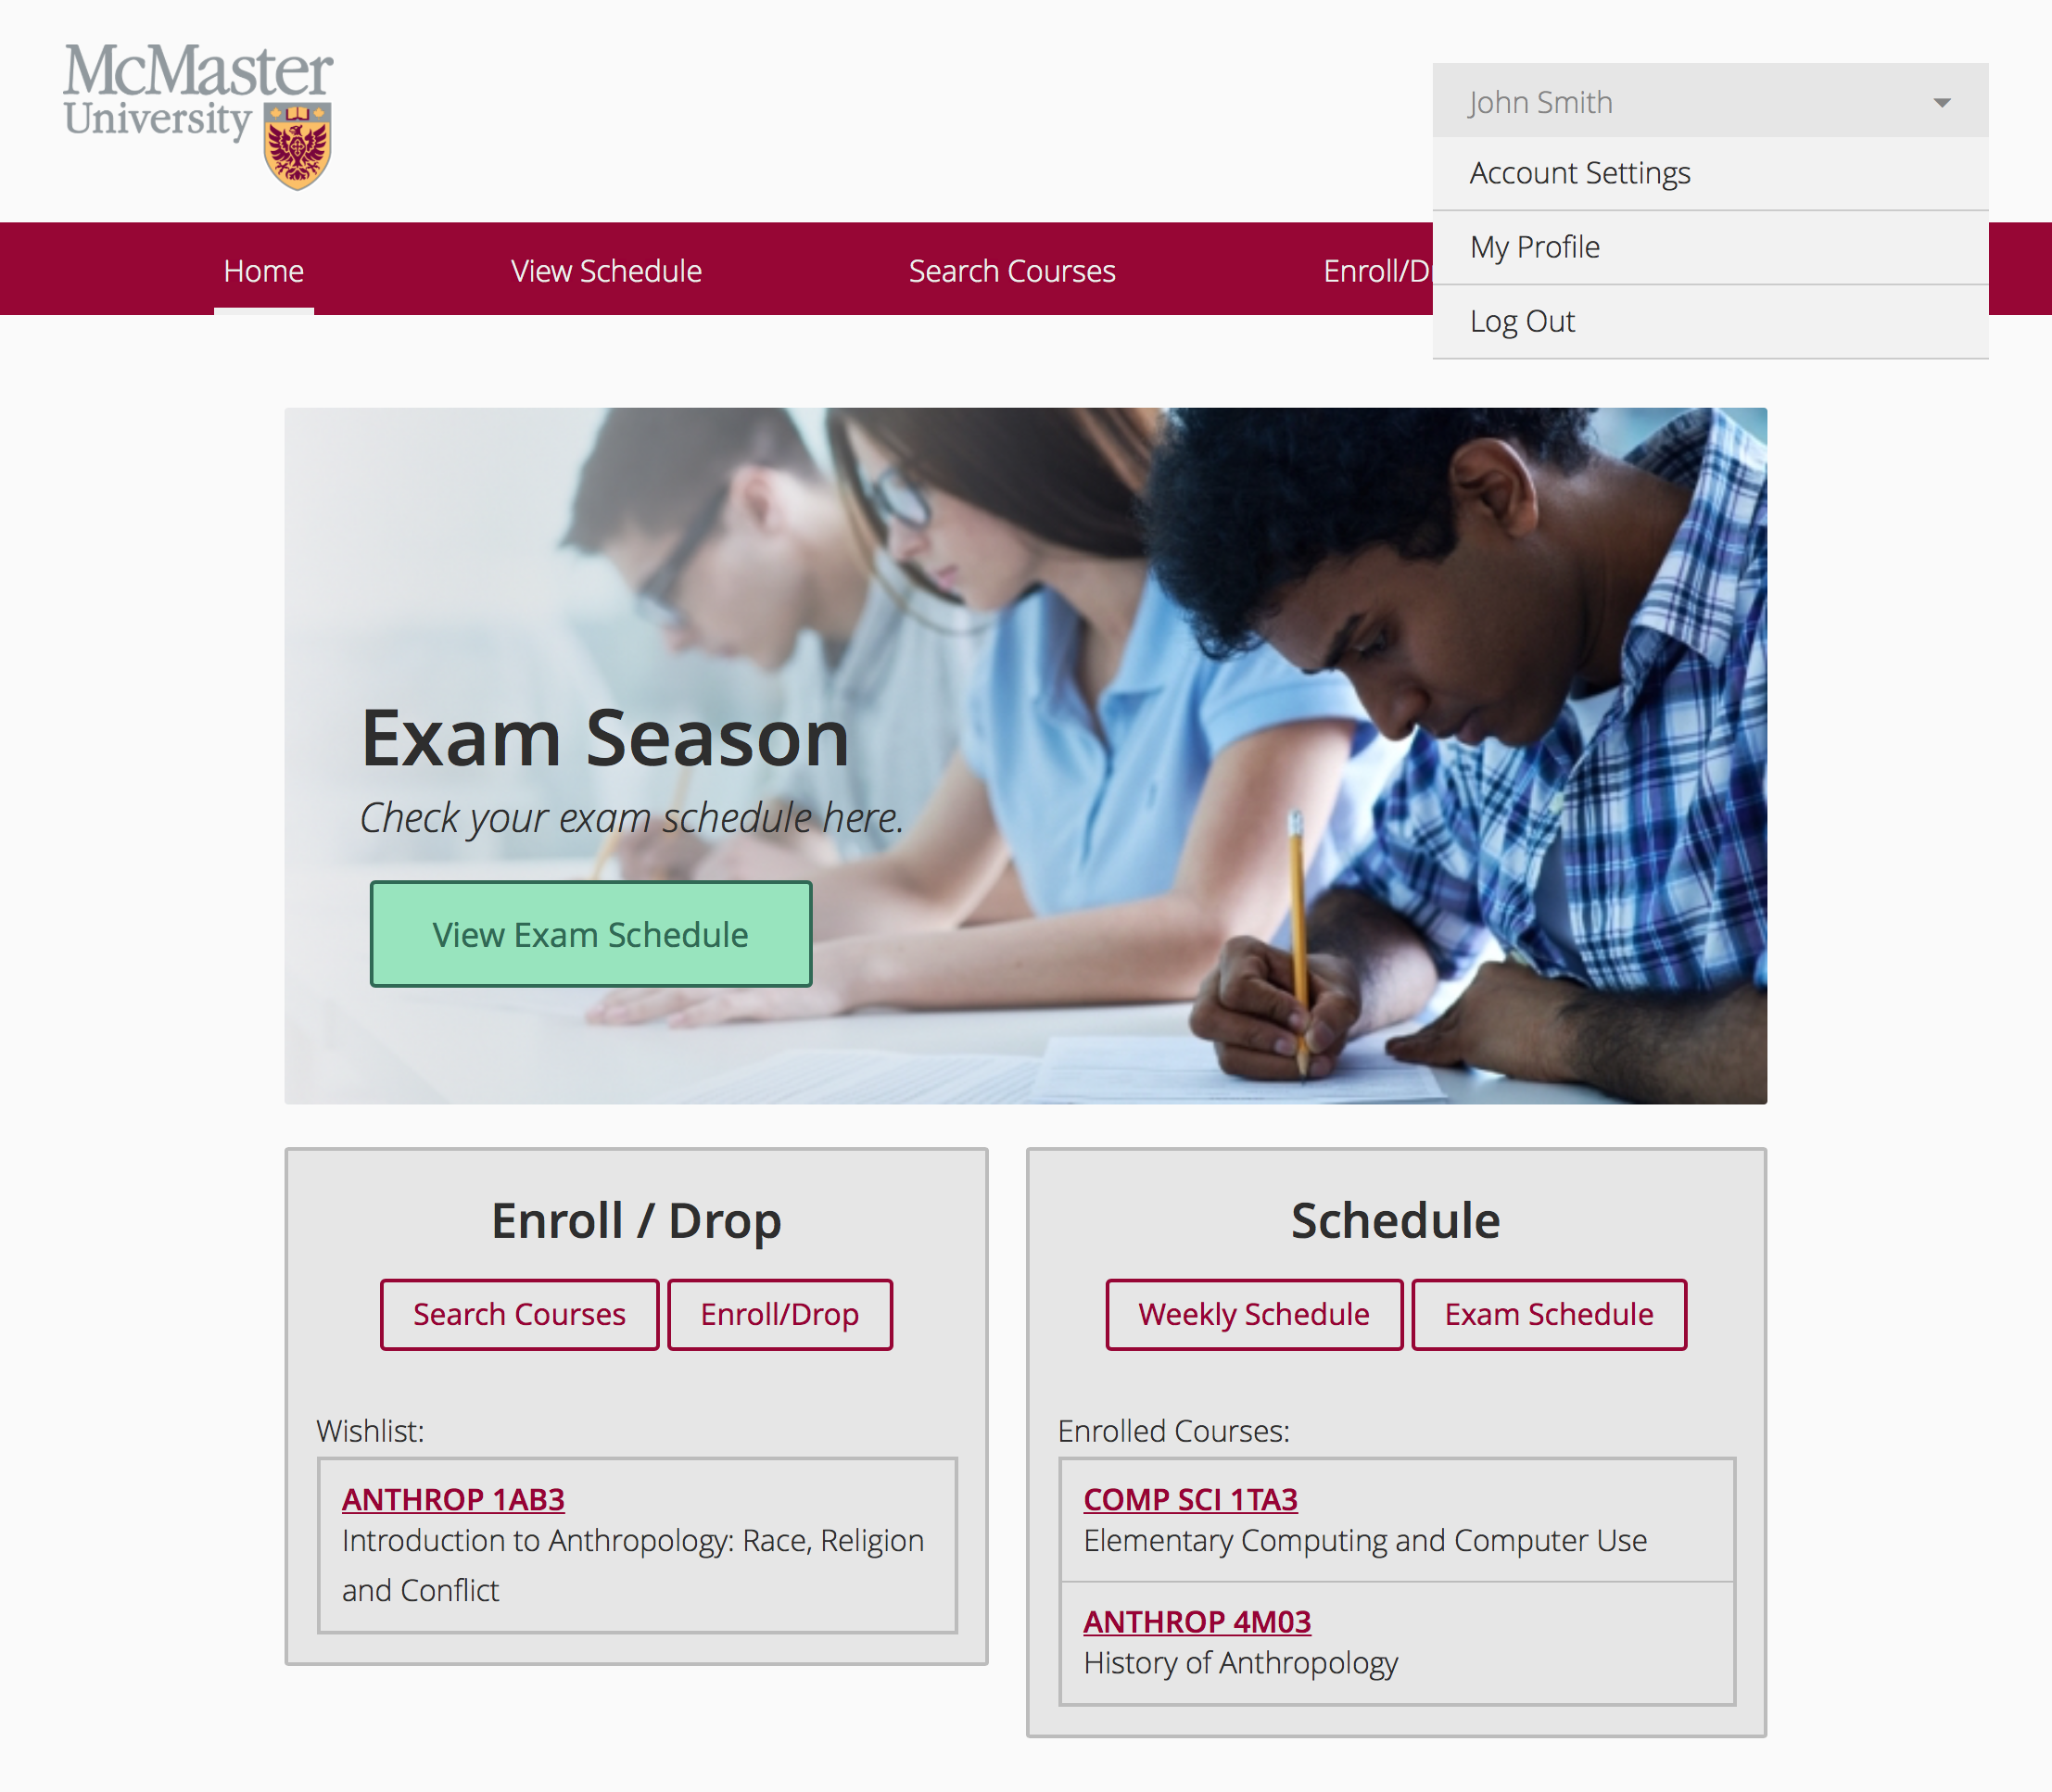 McMaster
University
John Smith
Account Settings
My Profile
Log Out
Home
View Schedule
Search Courses
Exam Season
Check your exam schedule here.
View Exam Schedule
Enroll / Drop
Search Courses
Enroll/Drop
Wishlist:
ANTHROP 1AB3
Introduction to Anthropology: Race, Religion
and Conflict
Schedule
Weekly Schedule
Exam Schedule
Enrolled Courses:
COMP SCI 1TA3
Elementary Computing and Computer Use
ANTHROP 4M03
History of Anthropology